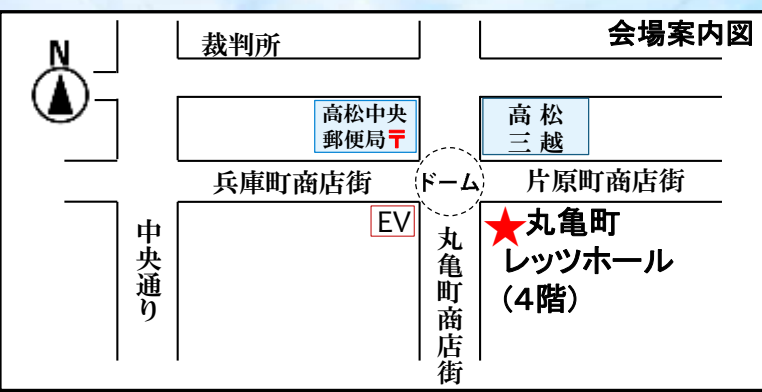 会場案内図
N
裁判所
高松中央
郵便局〒
高松
三越
兵庫町商店街
ドーム
片原町商店街
EV
★丸亀町
レッツホール
(4階)
中央通り
丸亀町商店街